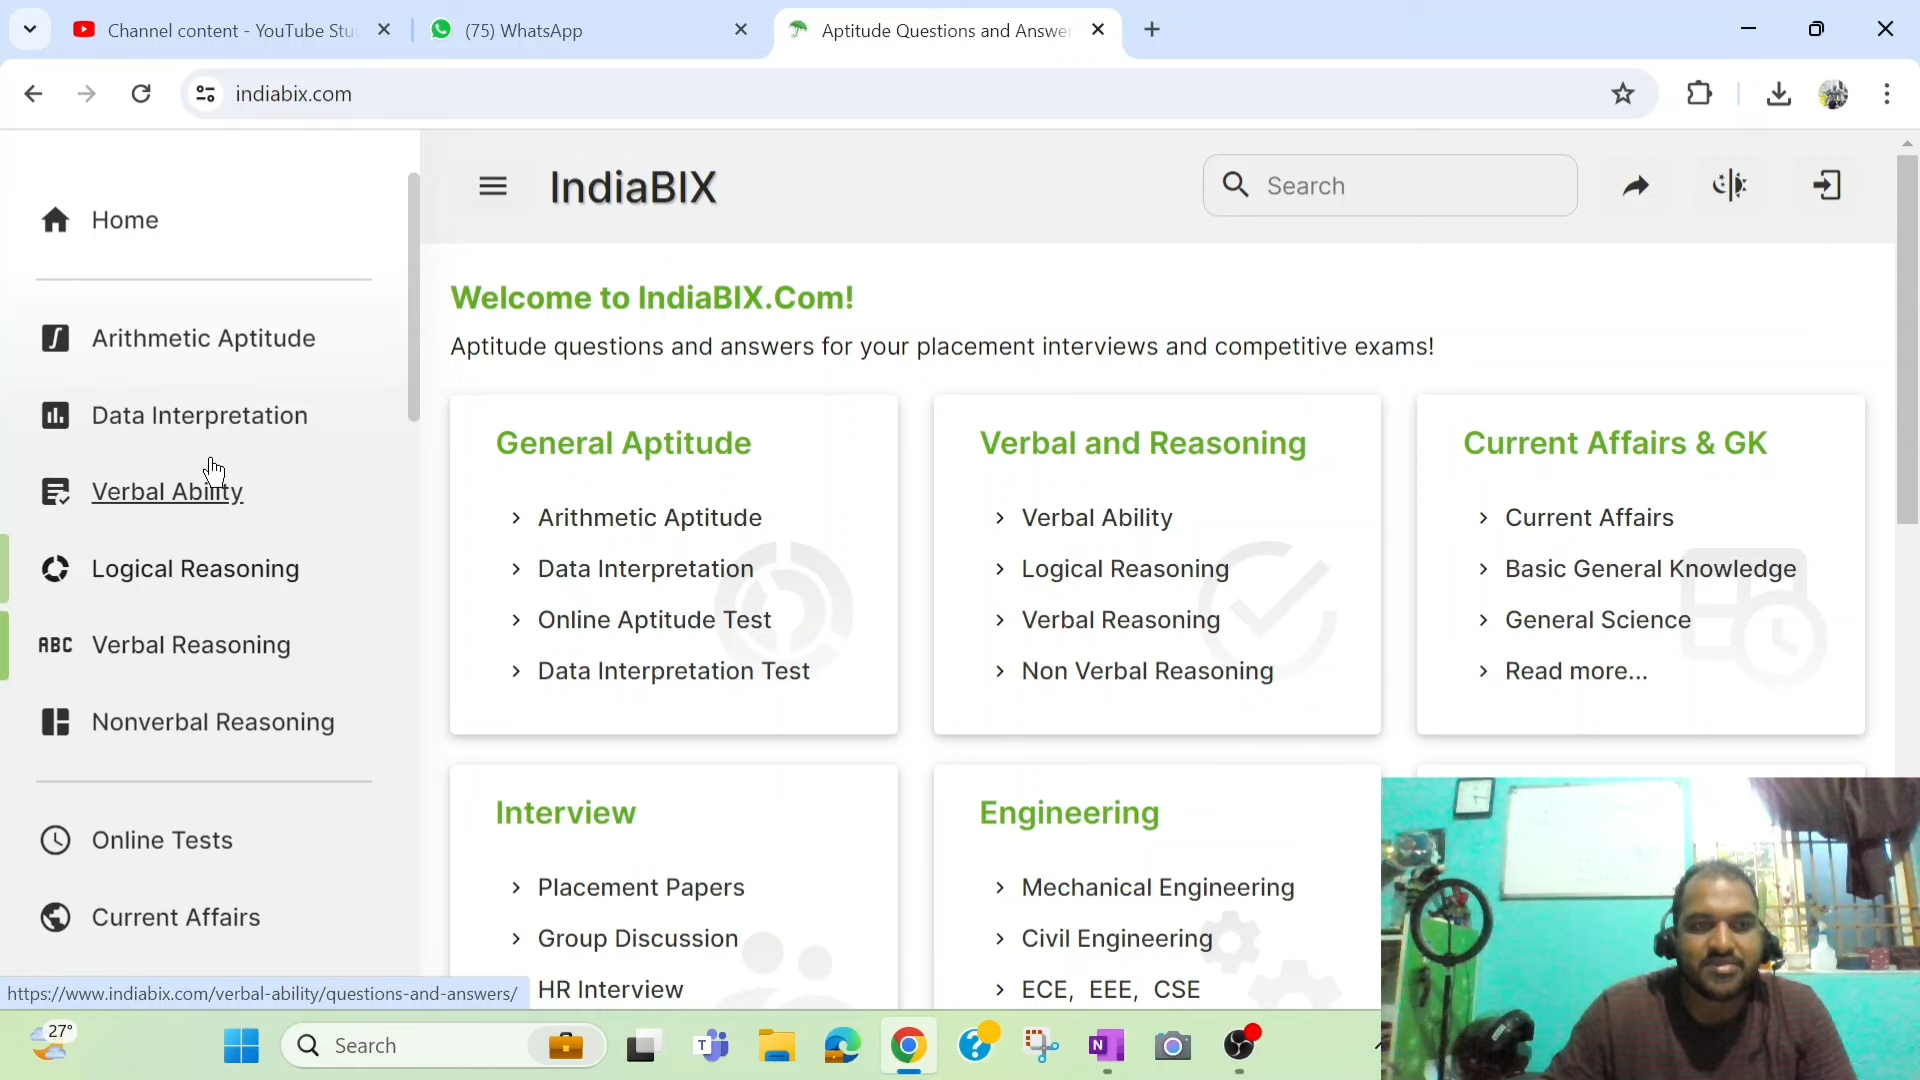 Channel content - YouTube Stu
(75) WhatsApp
Aptitude Questions and Answe
indiabix.com
IndiaBIX
Search
Home
Arithmetic Aptitude
Data Interpretation
Verbal Ability
Logical Reasoning
ABC Verbal Reasoning
Nonverbal Reasoning
Online Tests
Current Affairs
Welcome to IndiaBIX.Com!
Aptitude questions and answers for your placement interviews and competitive exams!
General Aptitude
Arithmetic Aptitude
Data Interpretation
Online Aptitude Test
Data Interpretation Test
Verbal and Reasoning
Verbal Ability
Logical Reasoning
Verbal Reasoning
Non Verbal Reasoning
Current Affairs & GK
Current Affairs
Basic General Knowledge
General Science
Read more...
Interview
Placement Papers
Group Discussion
HR Interview
Engineering
Mechanical Engineering
Civil Engineering
ECE, EEE, CSE
https://www.indiabix.com/verbal-ability/questions-and-answers/
27°
Search